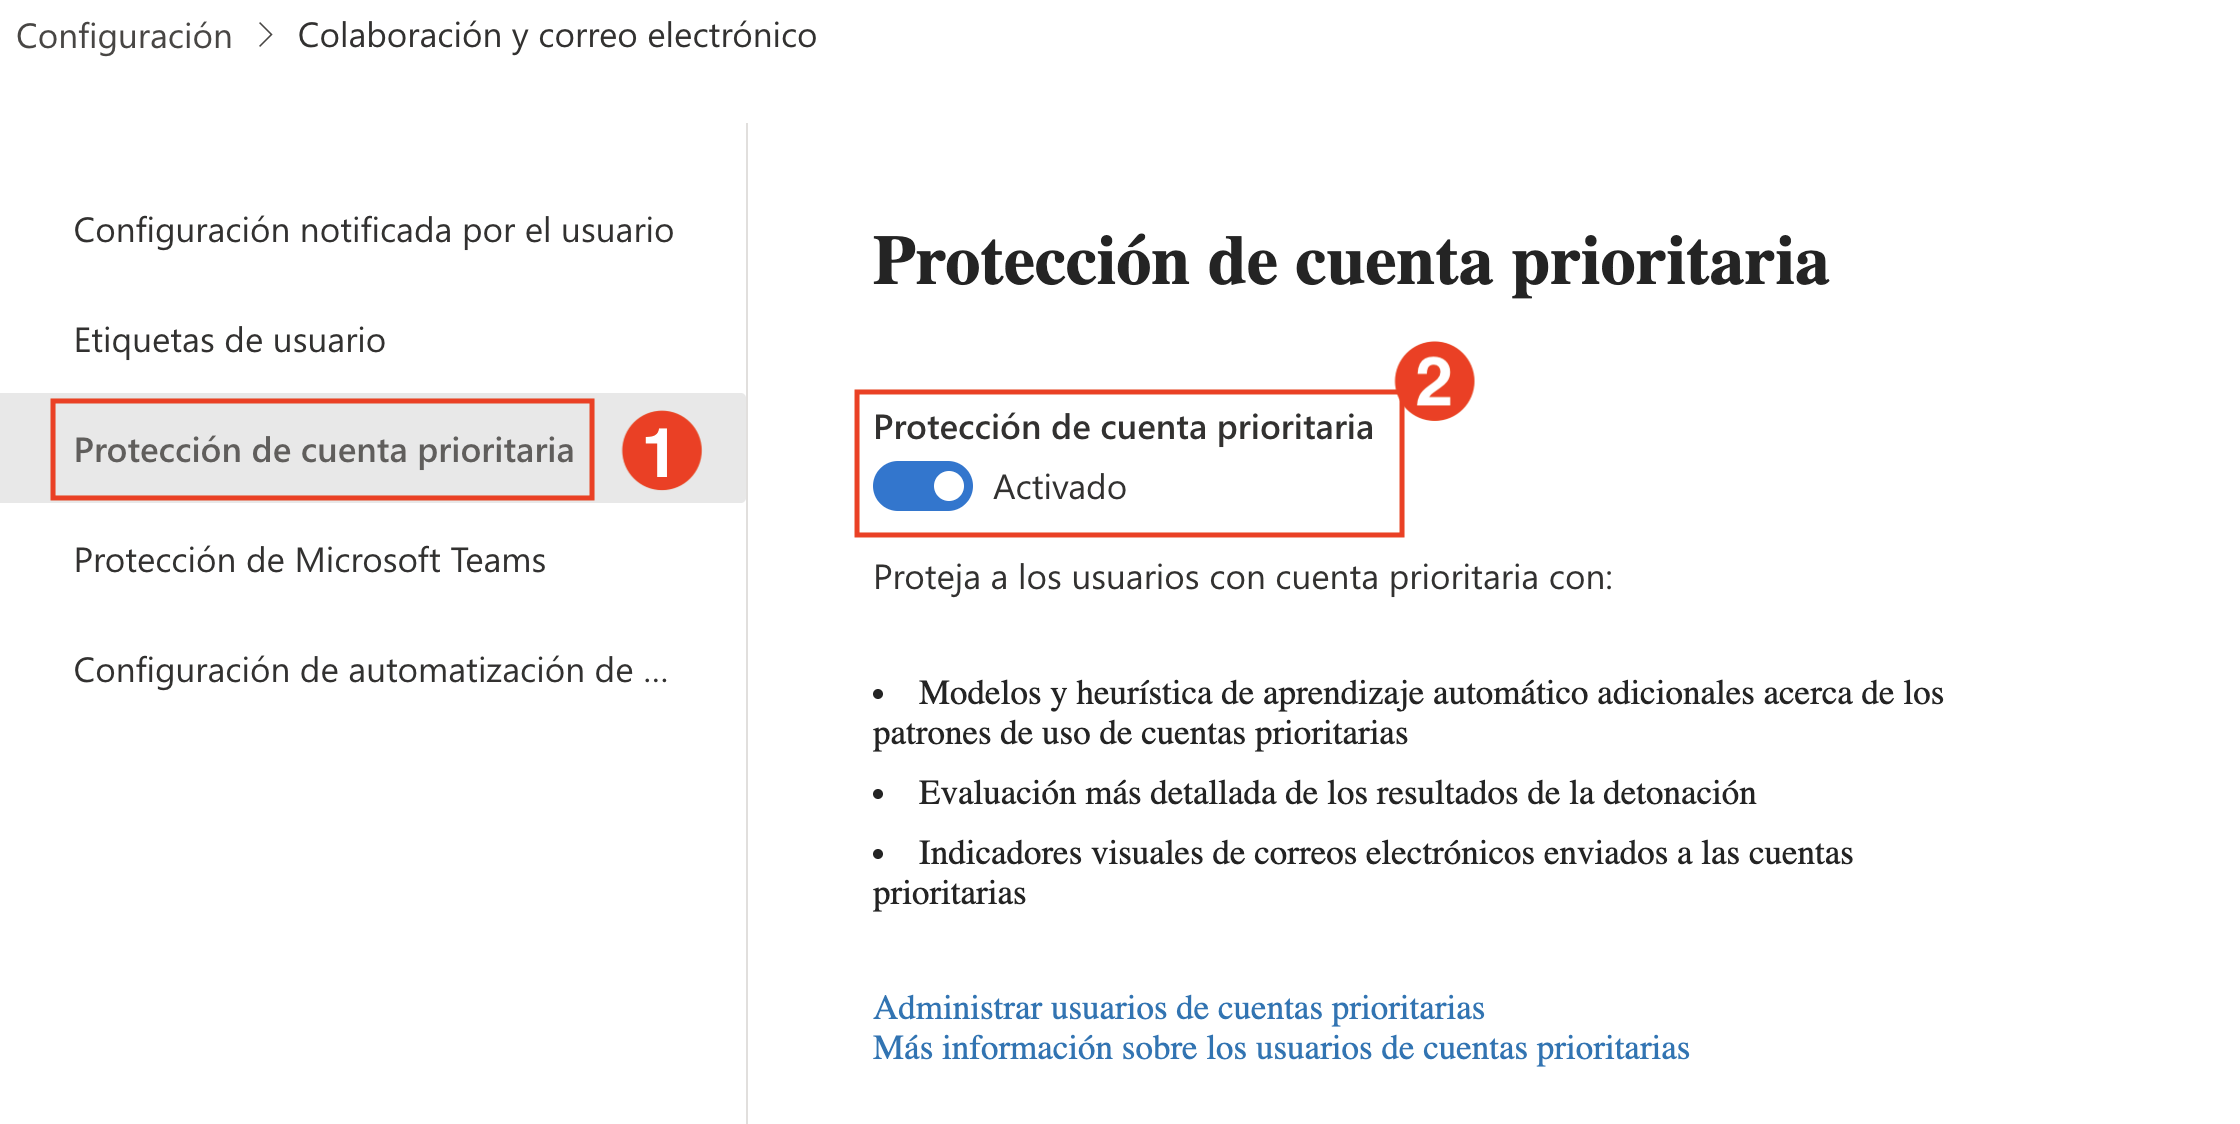 Configuración > Colaboración y correo electrónico
Configuración notificada por el usuario
Etiquetas de usuario
Protección de cuenta prioritaria
1
Protección de Microsoft Teams
Configuración de automatización de ...
Protección de cuenta prioritaria
2
Protección de cuenta prioritaria
Activado
Proteja a los usuarios con cuenta prioritaria con:
• Modelos y heurística de aprendizaje automático adicionales acerca de los
patrones de uso de cuentas prioritarias
• Evaluación más detallada de los resultados de la detonación
• Indicadores visuales de correos electrónicos enviados a las cuentas
prioritarias
Administrar usuarios de cuentas prioritarias
Más información sobre los usuarios de cuentas prioritarias